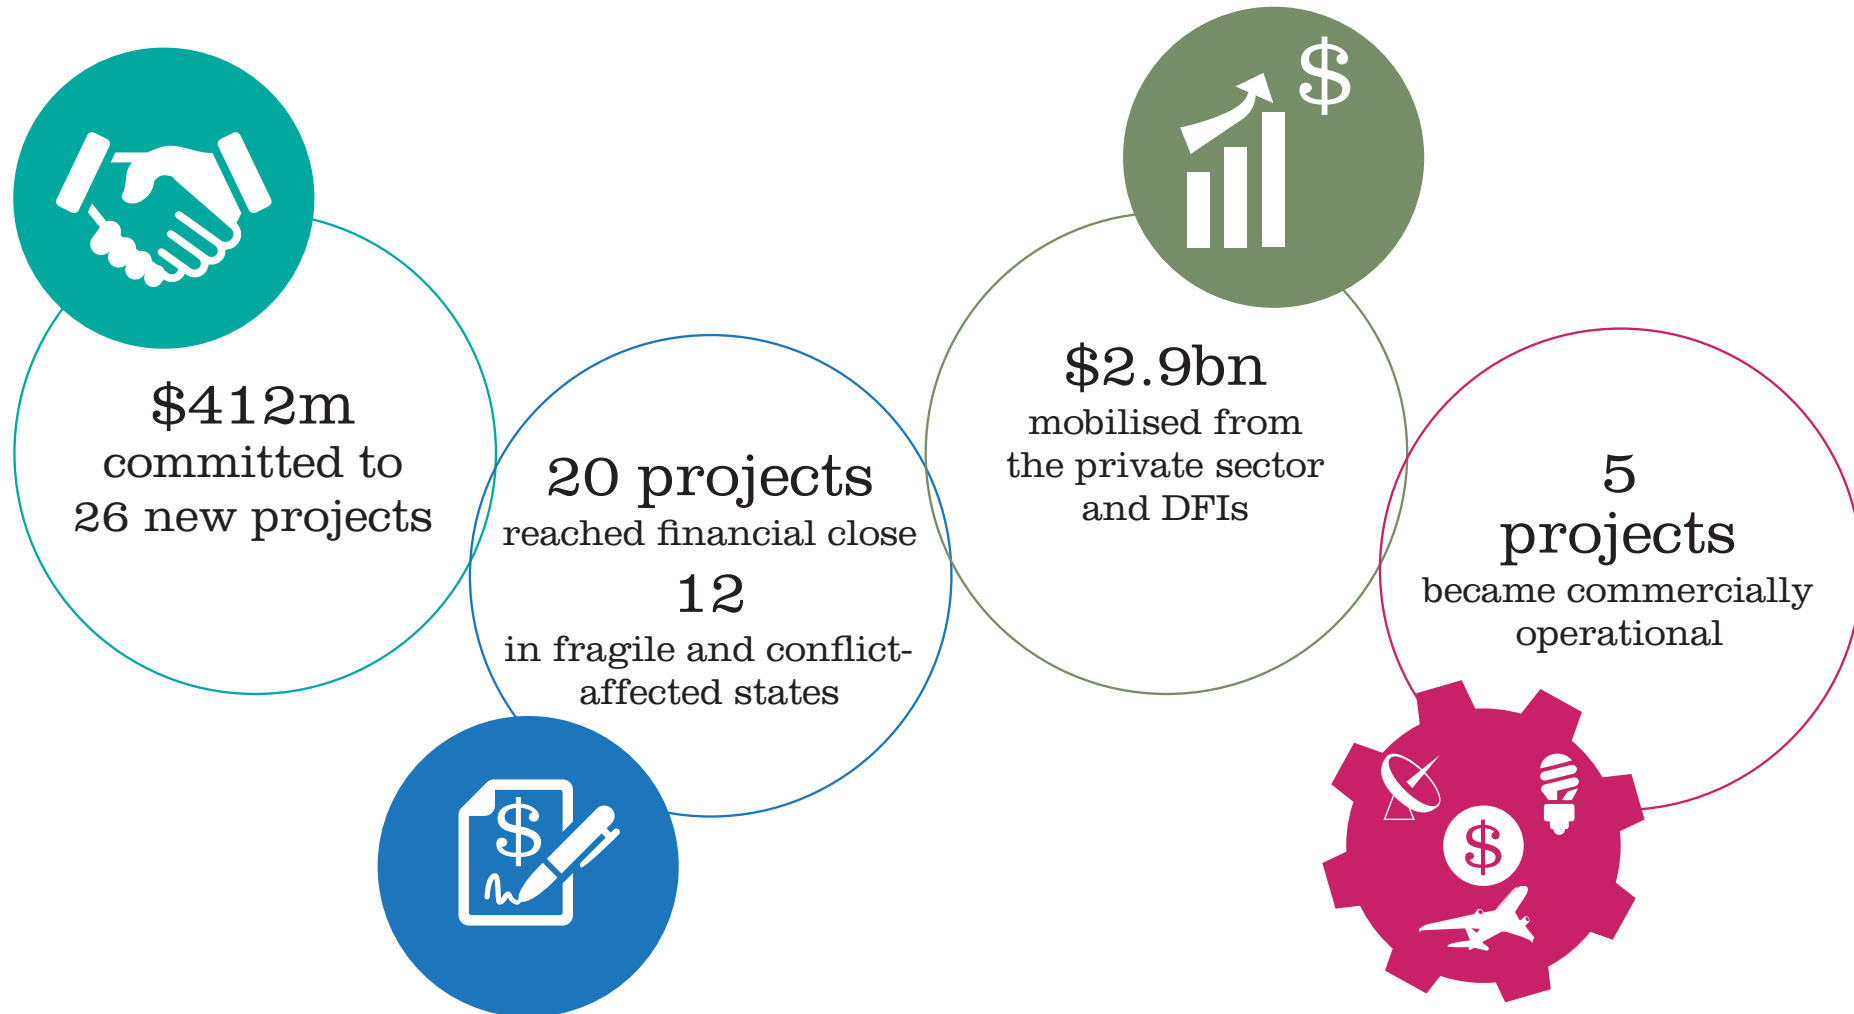 $412m
committed to
26 new projects
20 projects
reached financial close
12
in fragile and conflict-
affected states
$
$2.9bn
mobilised from
the private sector
and DFIs
5
projects
became commercially
operational
$
$